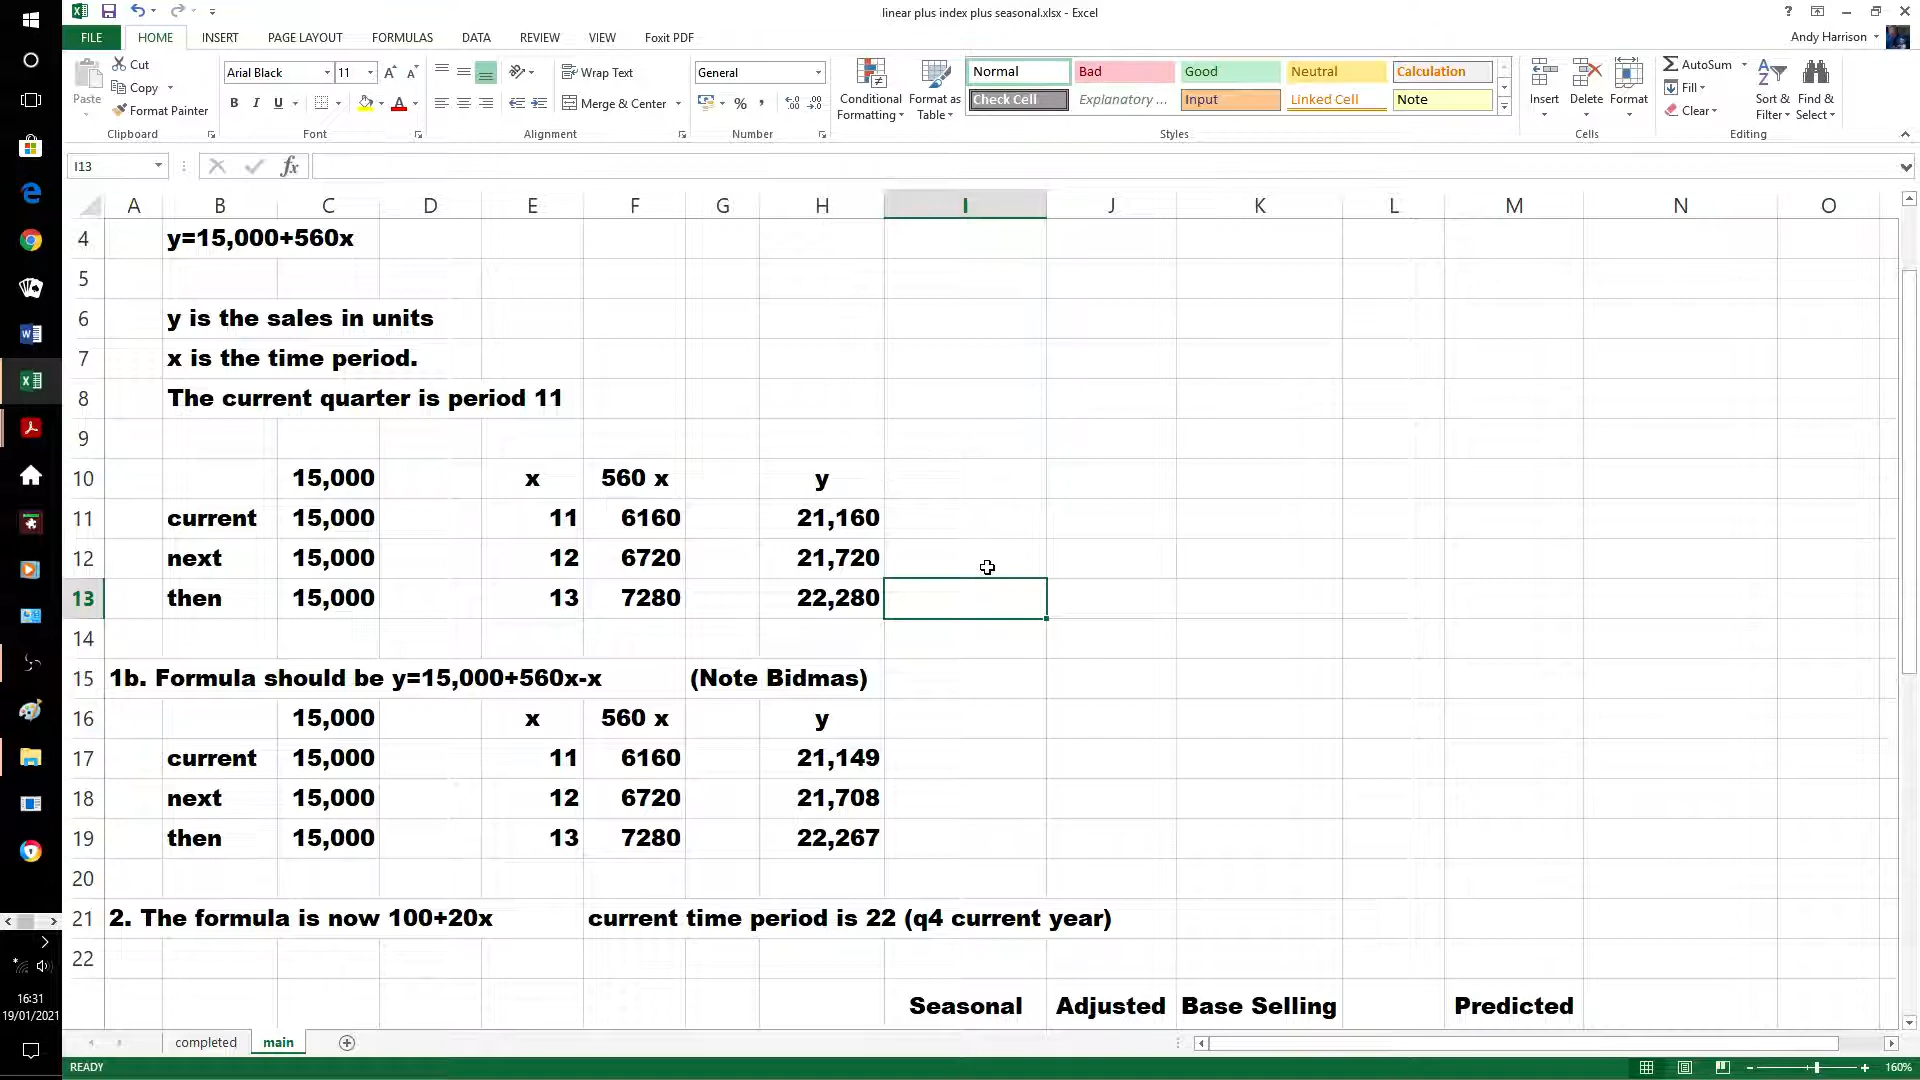 linear plus index plus seasonal.xlsx - Excel
FILE HOME INSERT PAGE LAYOUT FORMULAS DATA REVIEW VIEW Foxit PDF Andy Harrison
Paste Cut Copy Format Painter Clipboard
Arial Black 11 B I U Font
Wrap Text Merge & Center Alignment
General % Number
Conditional Formatting Format as Table
Normal Bad Good Neutral Calculation
Check Cell Explanatory ... Input Linked Cell Note
Styles
Insert Delete Format Cells
AutoSum Fill Clear Sort & Filter Find & Select Editing
I13 fx
A B C D E F G H I J K L M N O
4 y=15,000+560x
5
6 y is the sales in units
7 x is the time period.
8 The current quarter is period 11
9
10 15,000 x 560 x y
11 current 15,000 11 6160 21,160
12 next 15,000 12 6720 21,720
13 then 15,000 13 7280 22,280
14
15 1b. Formula should be y=15,000+560x-x (Note Bidmas)
16 15,000 x 560 x y
17 current 15,000 11 6160 21,149
18 next 15,000 12 6720 21,708
19 then 15,000 13 7280 22,267
20
21 2. The formula is now 100+20x current time period is 22 (q4 current year)
22
Seasonal Adjusted Base Selling Predicted
16:31
19/01/2021
completed main
READY 160%